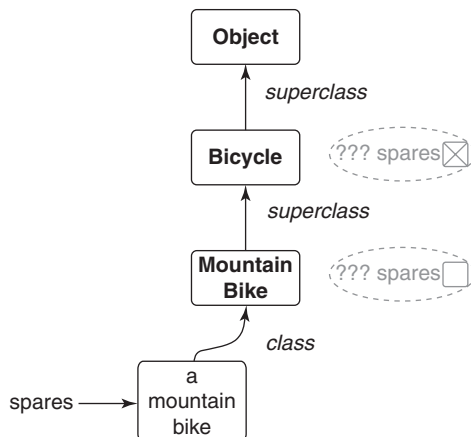 Object
superclass
Bicycle
??? spares
superclass
Mountain
Bike
??? spares
class
spares
a
mountain
bike